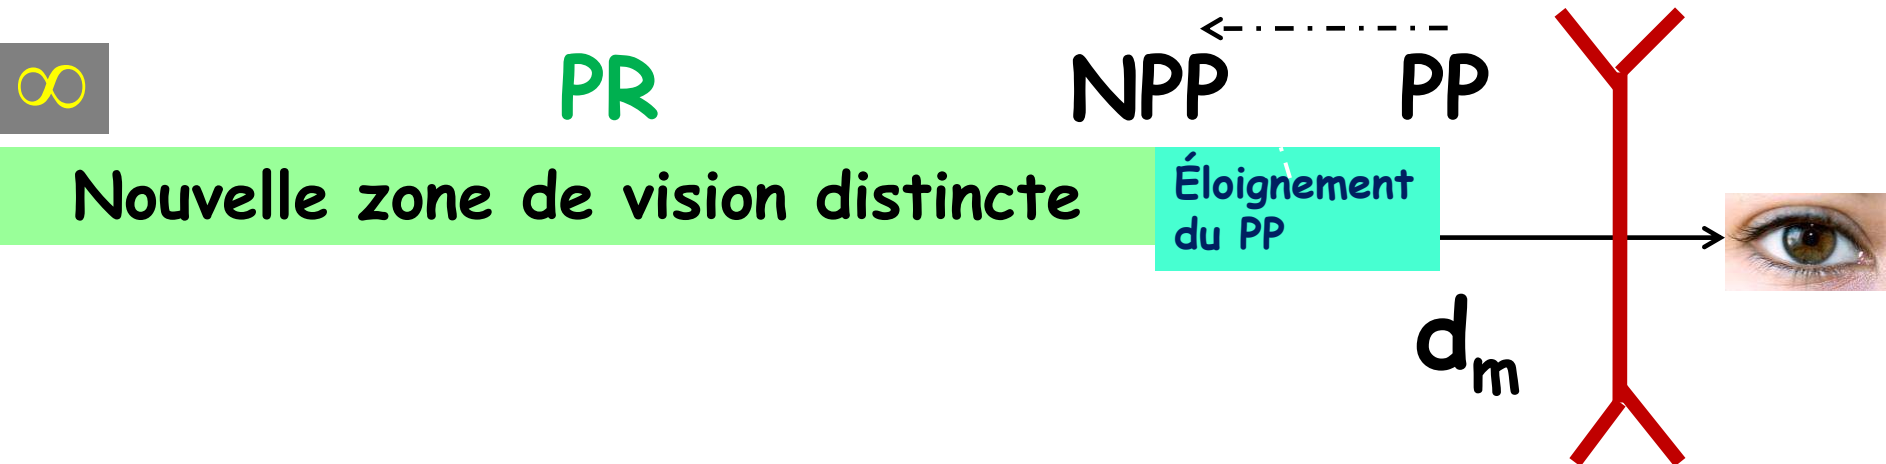 ∞ PR NPP PP
Nouvelle zone de vision distincte
Éloignement
du PP
dm